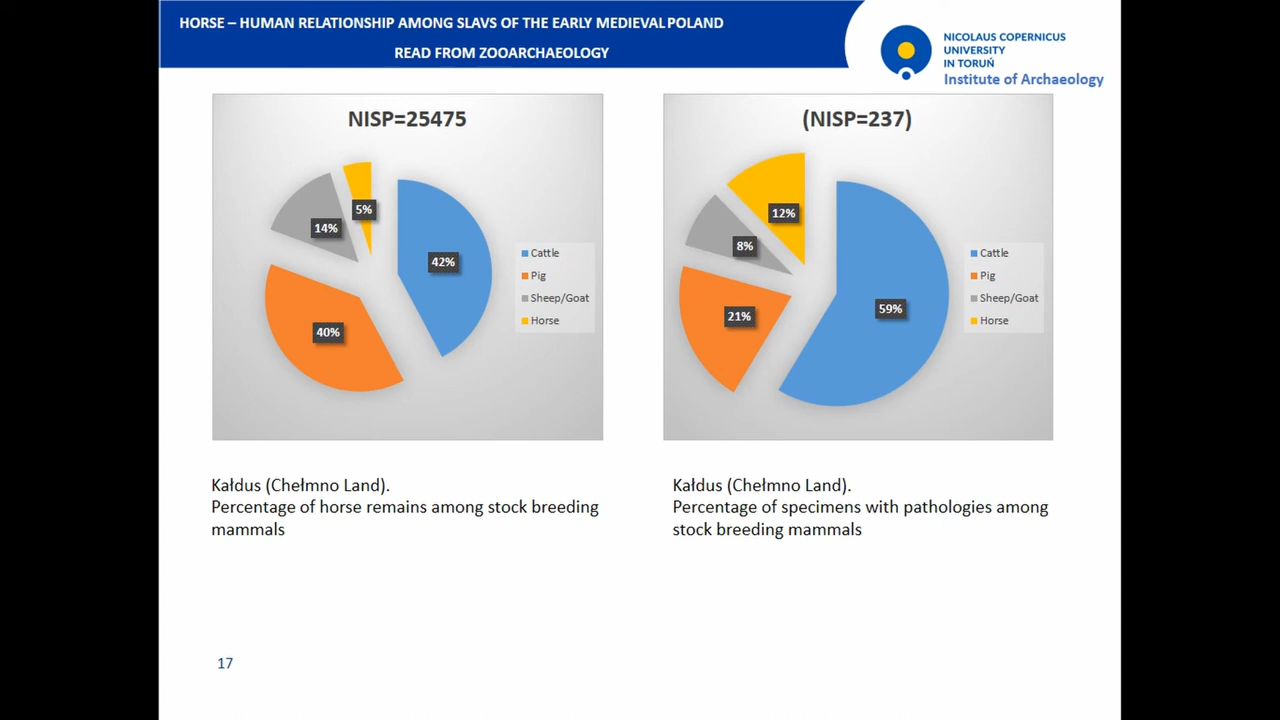 HORSE – HUMAN RELATIONSHIP AMONG SLAVS OF THE EARLY MEDIEVAL POLAND
READ FROM ZOOARCHAEOLOGY
NICOLAUS COPERNICUS
UNIVERSITY
IN TORUŃ
Institute of Archaeology
NISP=25475
5%
14%
42%
40%
Cattle
Pig
Sheep/Goat
Horse
(NISP=237)
12%
8%
59%
21%
Cattle
Pig
Sheep/Goat
Horse
Kałdus (Chełmno Land).
Percentage of horse remains among stock breeding
mammals
Kałdus (Chełmno Land).
Percentage of specimens with pathologies among
stock breeding mammals
17